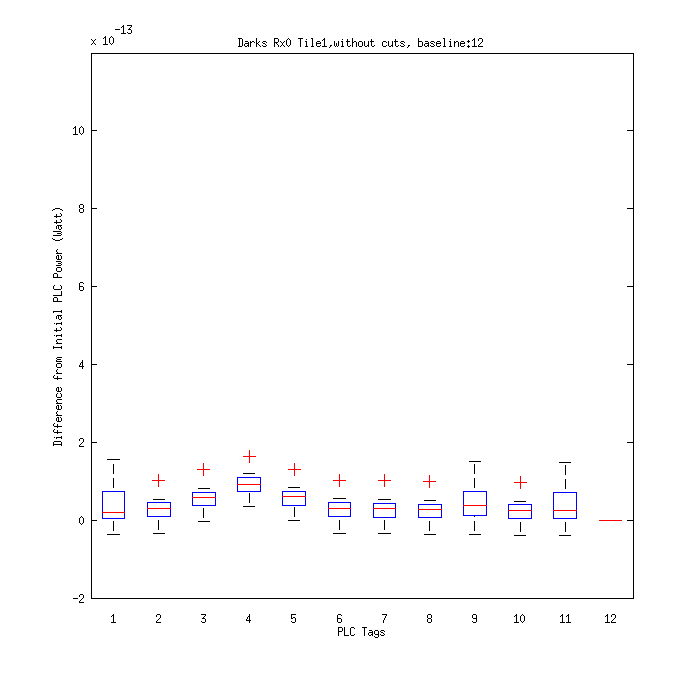 x 10-13
Darks Rx0 Tile1,without cuts, baseline:12
10
8
6
4
2
0
-2
Difference from Initial PLC Power (Watt)
1 2 3 4 5 6 7 8 9 10 11 12
PLC Tags